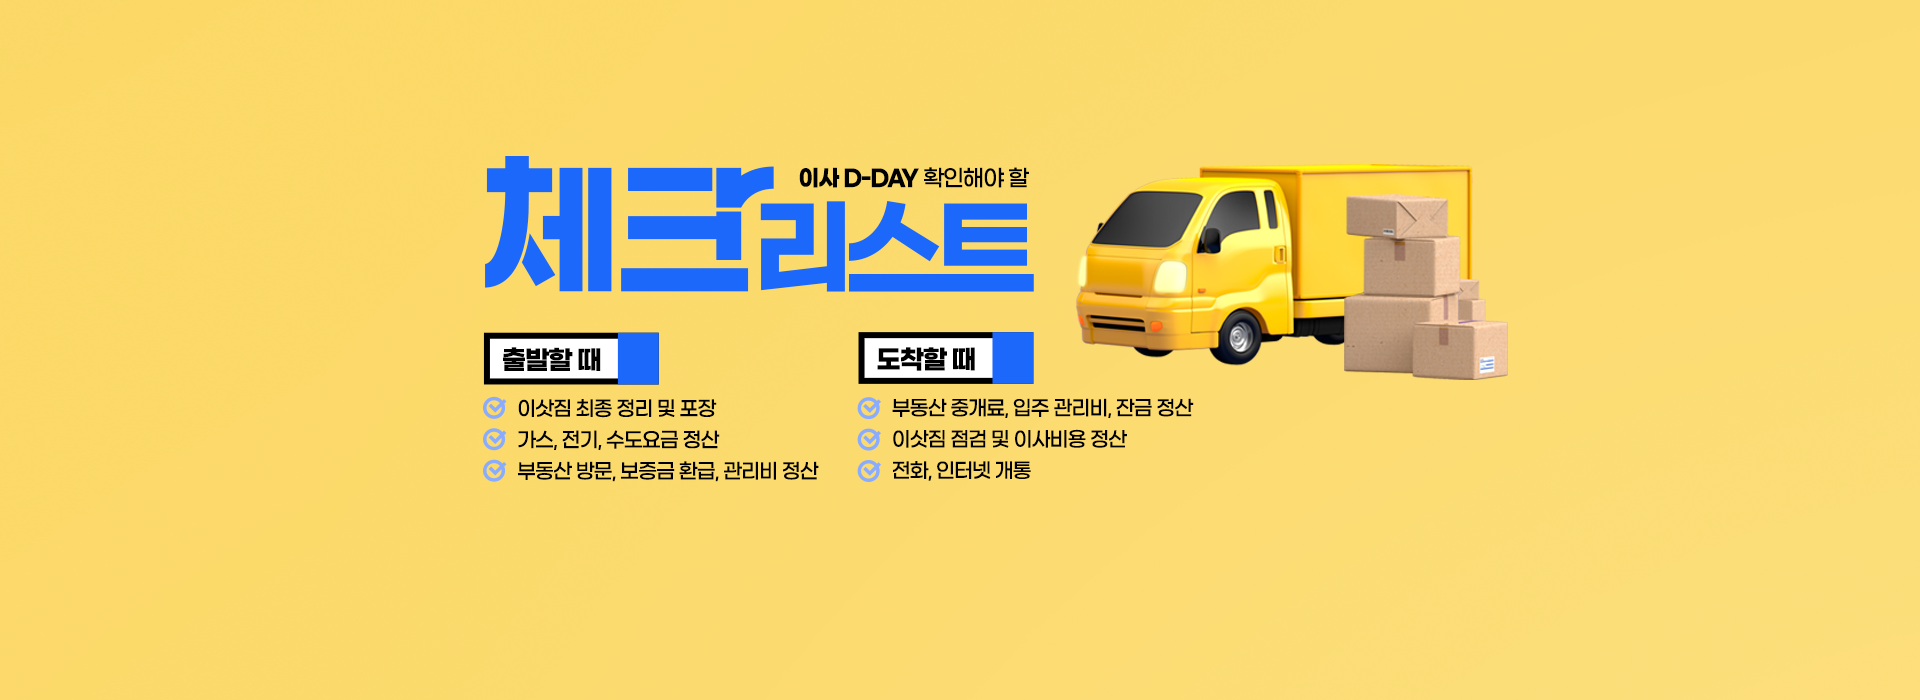 이사 D-DAY 확인해야 할
체크리스트
출발할 때
이삿짐 최종 정리 및 포장
가스, 전기, 수도요금 정산
부동산 방문, 보증금 환급, 관리비 정산
도착할 때
부동산 중개료, 입주 관리비, 잔금 정산
이삿짐 점검 및 이사비용 정산
전화, 인터넷 개통